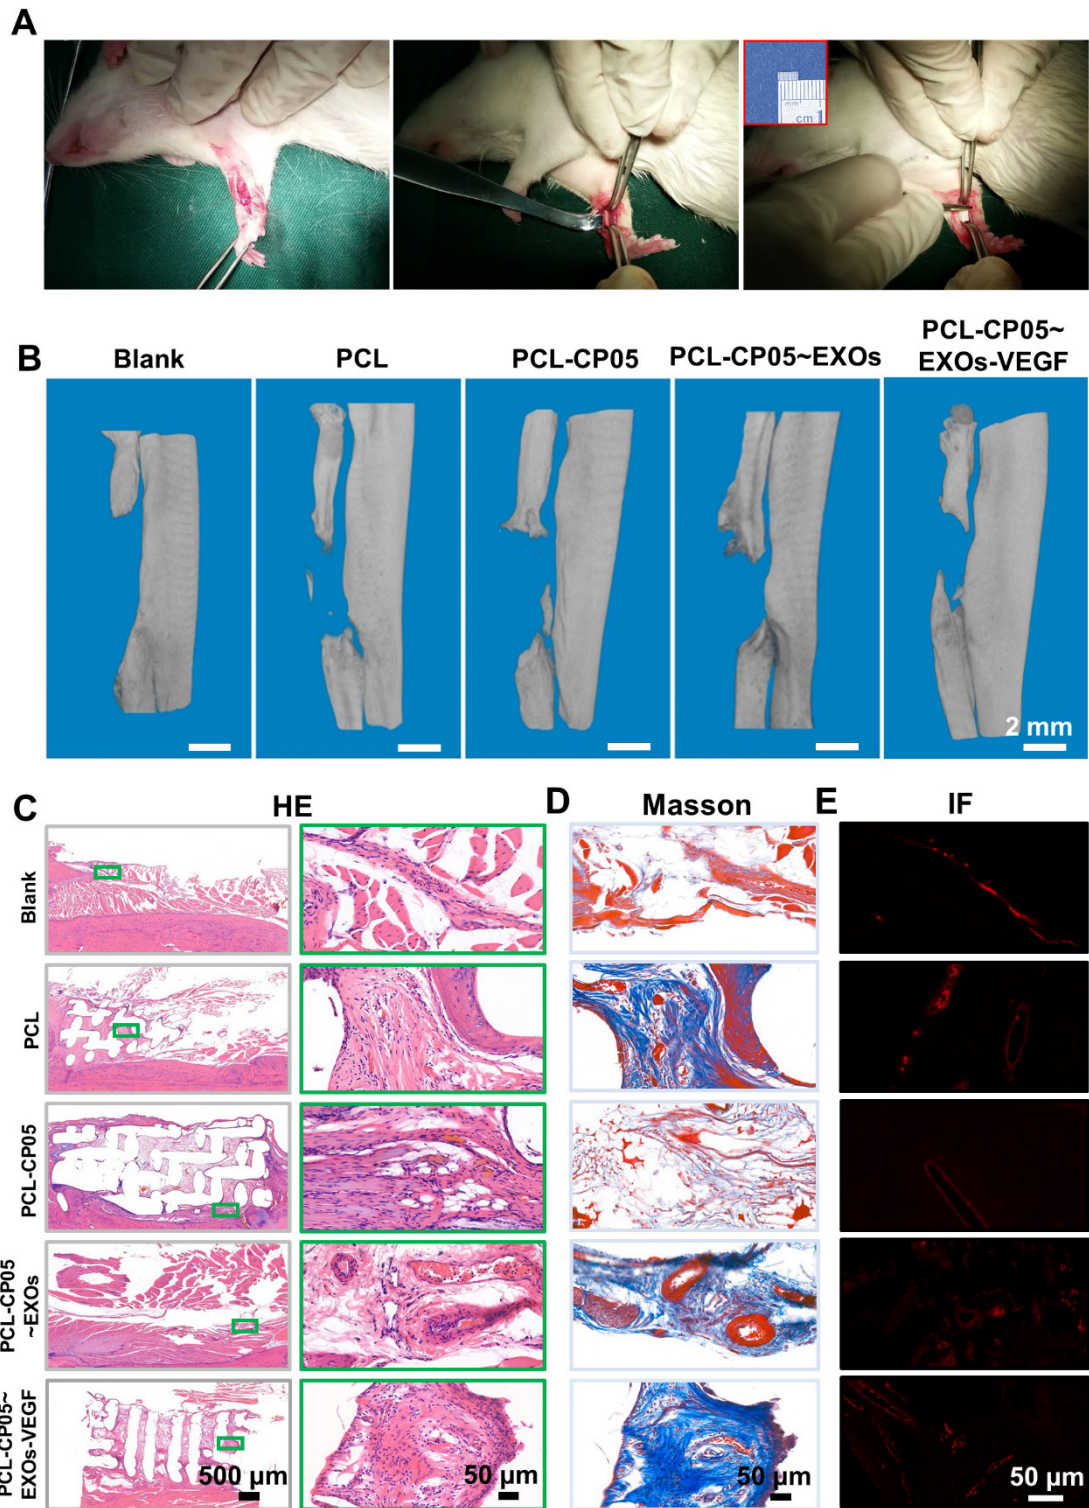 A
mm
cm 1
B
Blank
PCL
PCL-CP05
PCL-CP05~EXOs
PCL-CP05~
EXOs-VEGF
2 mm
C
HE
D
Masson
E
IF
Blank
PCL
PCL-CP05
PCL-CP05
~EXOs
PCL-CP05~
EXOs-VEGF
500 µm
50 µm
50 µm
50 µm